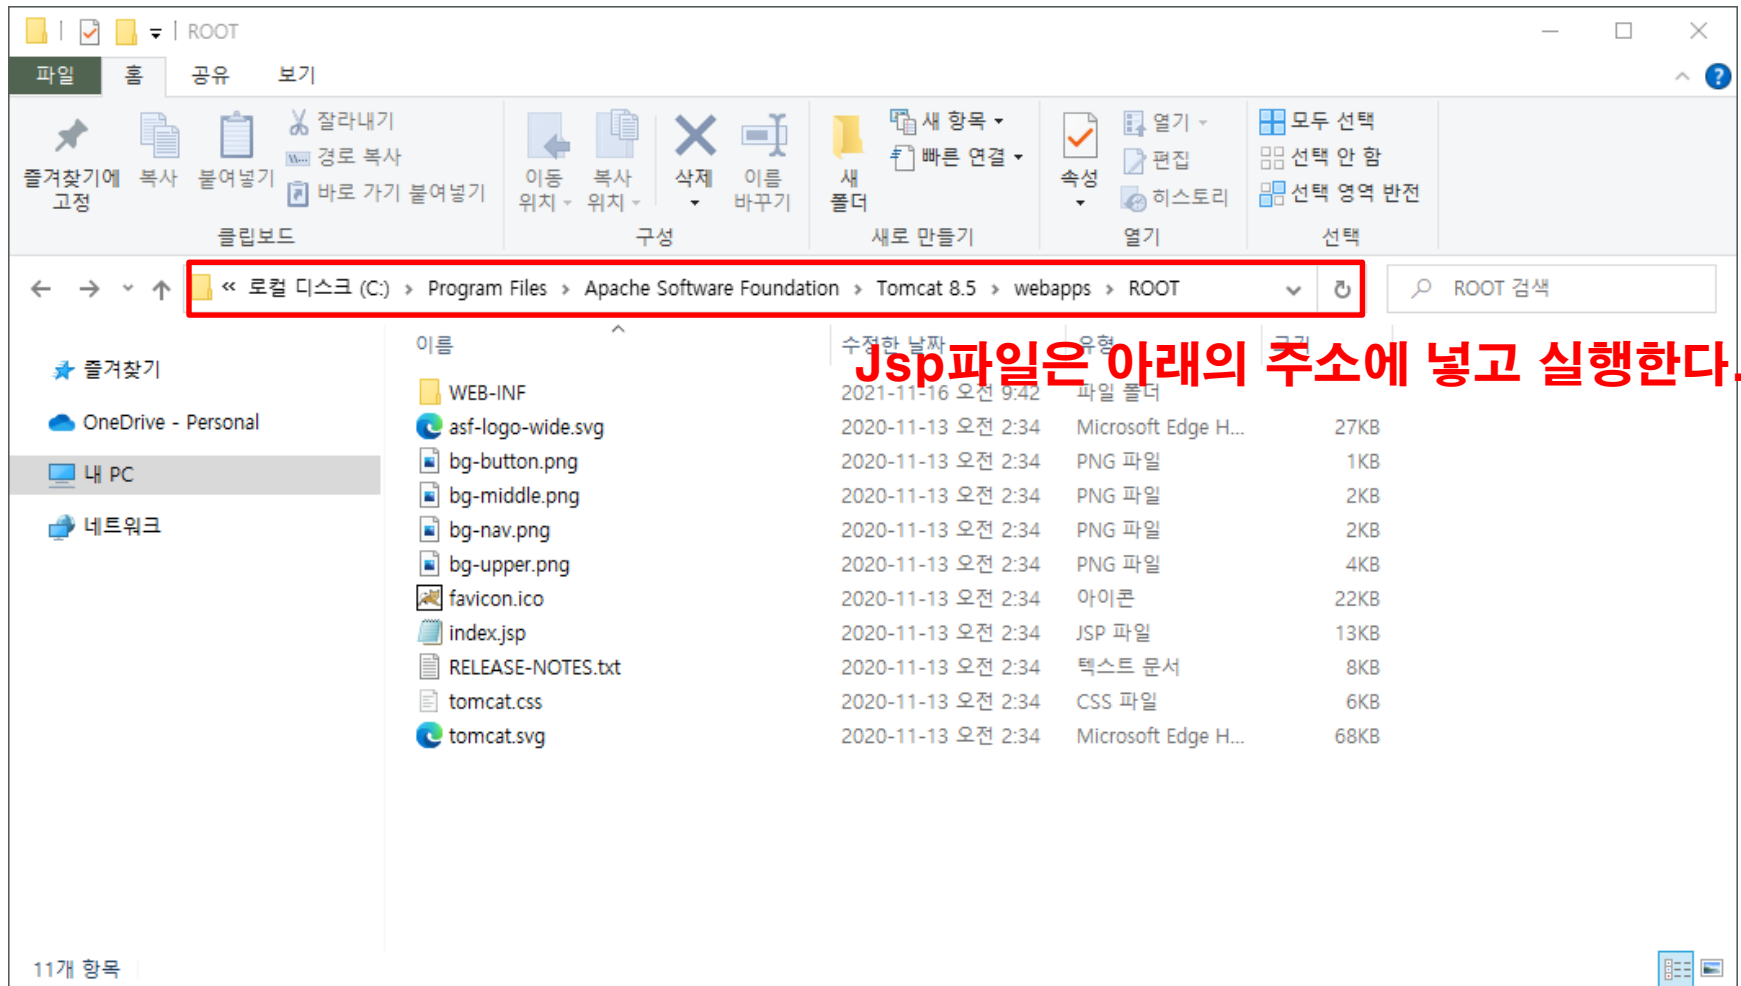 ROOT
파일 홈 공유 보기
즐겨찾기에 고정
복사
붙여넣기
잘라내기
경로 복사
바로 가기 붙여넣기
클립보드
이동 위치
복사 위치
삭제
이름 바꾸기
구성
새 폴더
새 항목
빠른 연결
새로 만들기
속성
열기
편집
히스토리
열기
모두 선택
선택 안 함
선택 영역 반전
선택
« 로컬 디스크 (C:) › Program Files › Apache Software Foundation › Tomcat 8.5 › webapps › ROOT
ROOT 검색
Jsp파일은 아래의 주소에 넣고 실행한다.
즐겨찾기
OneDrive - Personal
내 PC
네트워크
이름 수정한 날짜 유형 크기
WEB-INF 2021-11-16 오전 9:42 파일 폴더
asf-logo-wide.svg 2020-11-13 오전 2:34 Microsoft Edge H... 27KB
bg-button.png 2020-11-13 오전 2:34 PNG 파일 1KB
bg-middle.png 2020-11-13 오전 2:34 PNG 파일 2KB
bg-nav.png 2020-11-13 오전 2:34 PNG 파일 2KB
bg-upper.png 2020-11-13 오전 2:34 PNG 파일 4KB
favicon.ico 2020-11-13 오전 2:34 아이콘 22KB
index.jsp 2020-11-13 오전 2:34 JSP 파일 13KB
RELEASE-NOTES.txt 2020-11-13 오전 2:34 텍스트 문서 8KB
tomcat.css 2020-11-13 오전 2:34 CSS 파일 6KB
tomcat.svg 2020-11-13 오전 2:34 Microsoft Edge H... 68KB
11개 항목